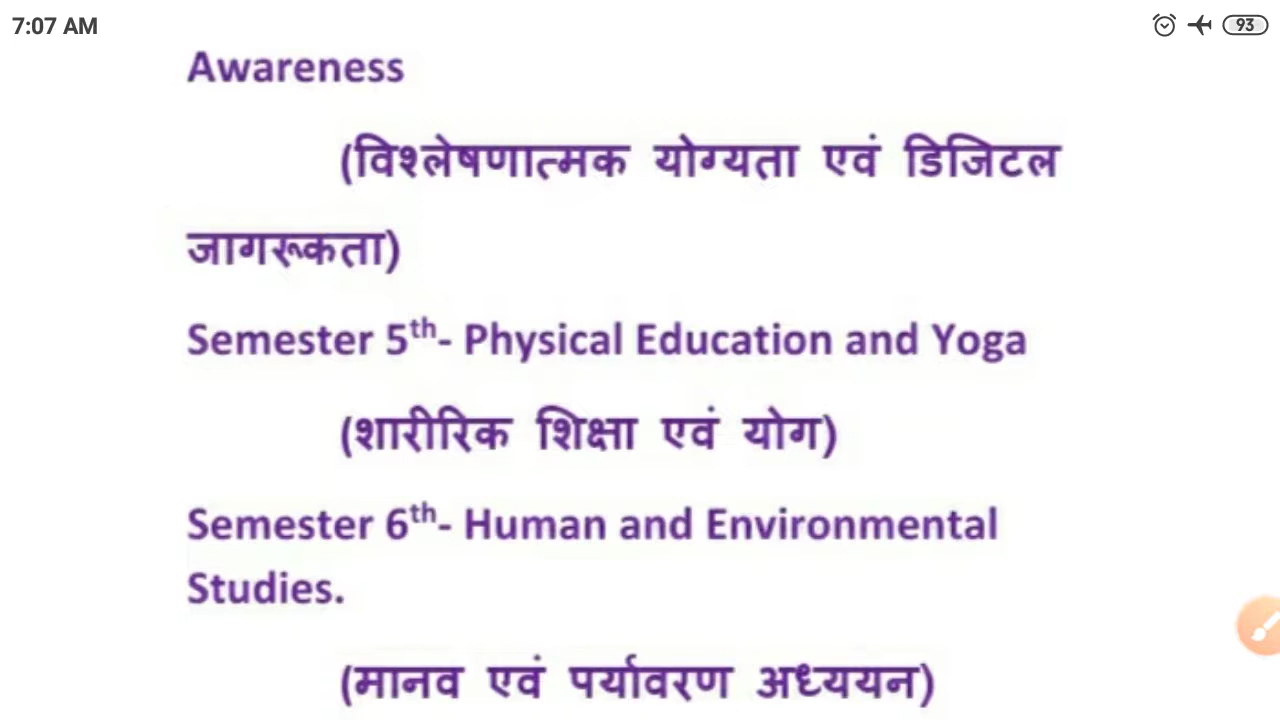 7:07 AM
93
Awareness
(विश्लेषणात्मक योग्यता एवं डिजिटल
जागरूकता)
Semester 5th- Physical Education and Yoga
(शारीरिक शिक्षा एवं योग)
Semester 6th- Human and Environmental
Studies.
(मानव एवं पर्यावरण अध्ययन)